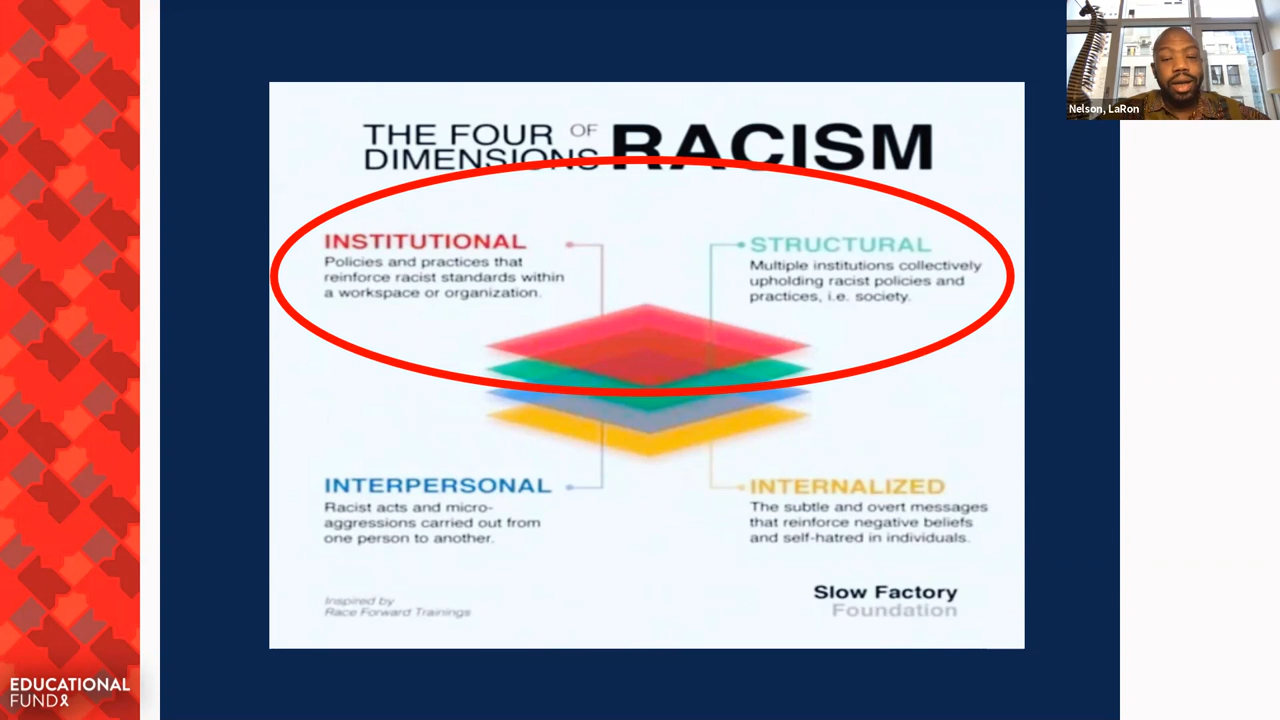 Nelson, LaRon
THE FOUR OF RACISM
DIMENSIONS
INSTITUTIONAL
Policies and practices that
reinforce racist standards within
a workspace or organization.
STRUCTURAL
Multiple institutions collectively
upholding racist policies and
practices, i.e. society.
INTERPERSONAL
Racist acts and micro-
aggressions carried out from
one person to another.
INTERNALIZED
The subtle and overt messages
that reinforce negative beliefs
and self-hatred in individuals.
Inspired by
Race Forward Trainings
Slow Factory
Foundation
EDUCATIONAL
FUND